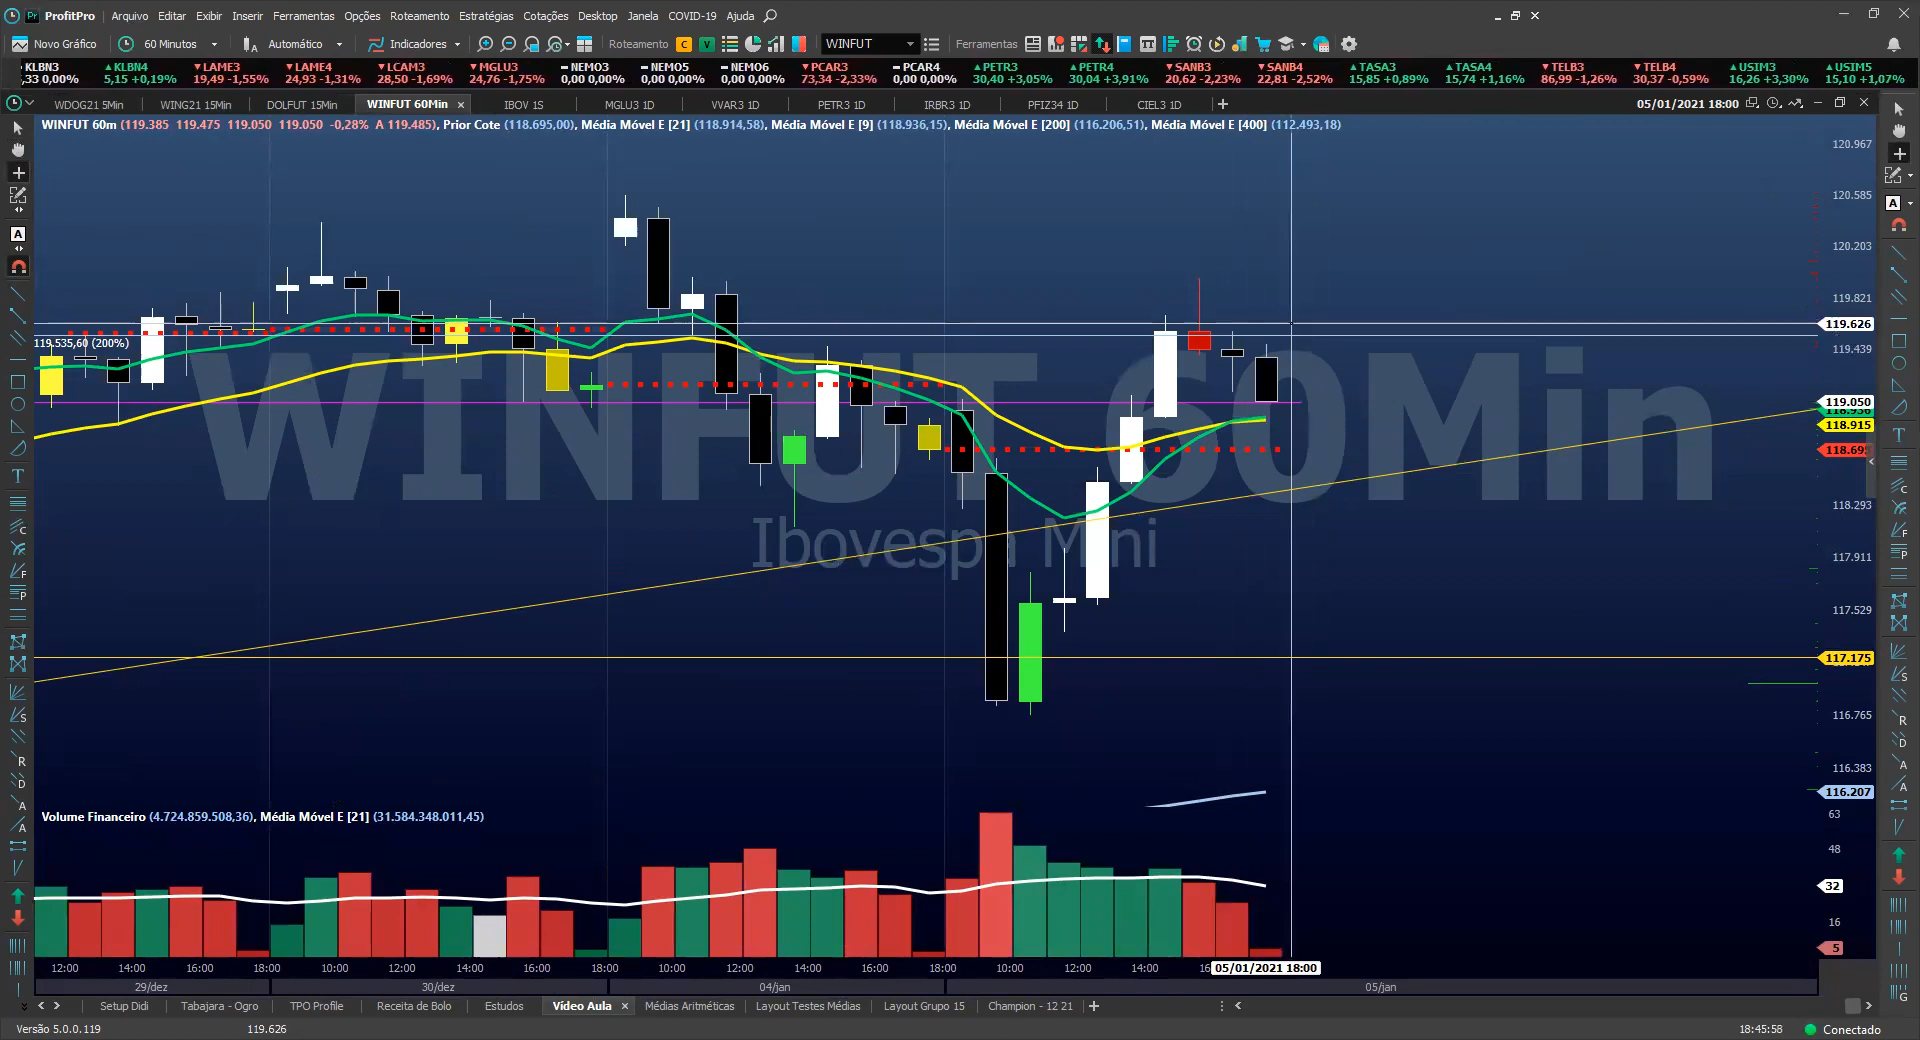 ProfitPro Arquivo Editar Exibir Inserir Ferramentas Opções Roteamento Estratégias Cotações Desktop Janela COVID-19 Ajuda
Novo Gráfico 60 Minutos Automático Indicadores Roteamento C V WINFUT Ferramentas
KLBN3 KLBN4 LAME3 LAME4 LCAM3 MGLU3 NEMO3 NEMO5 NEMO6 PCAR3 PCAR4 PETR3 PETR4 SANB3 SANB4 TASA3 TASA4 TELB3 TELB4 USIM3 USIM5
,33 0,00% 5,15 +0,19% 19,49 -1,55% 24,93 -1,31% 28,50 -1,69% 24,76 -1,75% 0,00 0,00% 0,00 0,00% 0,00 0,00% 73,34 -2,33% 0,00 0,00% 30,40 +3,05% 30,04 +3,91% 20,62 -2,23% 22,81 -2,52% 15,85 +0,89% 15,74 +1,16% 86,99 -1,26% 30,37 -0,59% 16,26 +3,30% 15,10 +1,07%
WDOG21 5Min WING21 15Min DOLFUT 15Min WINFUT 60Min IBOV 1S MGLU3 1D VVAR3 1D PETR3 1D IRBR3 1D PFIZ34 1D CIEL3 1D 05/01/2021 18:00
WINFUT 60m (119.385 119.475 119.050 119.050 -0,28% A 119.485), Prior Cote (118.695,00), Média Móvel E [21] (118.914,58), Média Móvel E [9] (118.936,15), Média Móvel E [200] (116.206,51), Média Móvel E [400] (112.493,18)
120.967
120.585
120.203
119.821
119.626
119.535,60 (200%)
119.439
119.050
118.936
118.915
118.69
WINFUT 60Min
118.293
Ibovespa Mini
117.911
117.529
117.175
116.765
116.383
116.207
Volume Financeiro (4.724.859.508,36), Média Móvel E [21] (31.584.348.011,45)
63
48
32
16
5
12:00 14:00 16:00 18:00 10:00 12:00 14:00 16:00 18:00 10:00 12:00 14:00 16:00 18:00 10:00 12:00 14:00 16 05/01/2021 18:00
29/dez 30/dez 04/jan 05/jan
Setup Didi Tabajara - Ogro TPO Profile Receita de Bolo Estudos Vídeo Aula Médias Aritméticas Layout Testes Médias Layout Grupo 15 Champion - 12 21
Versão 5.0.0.119 119.626 18:45:58 Conectado